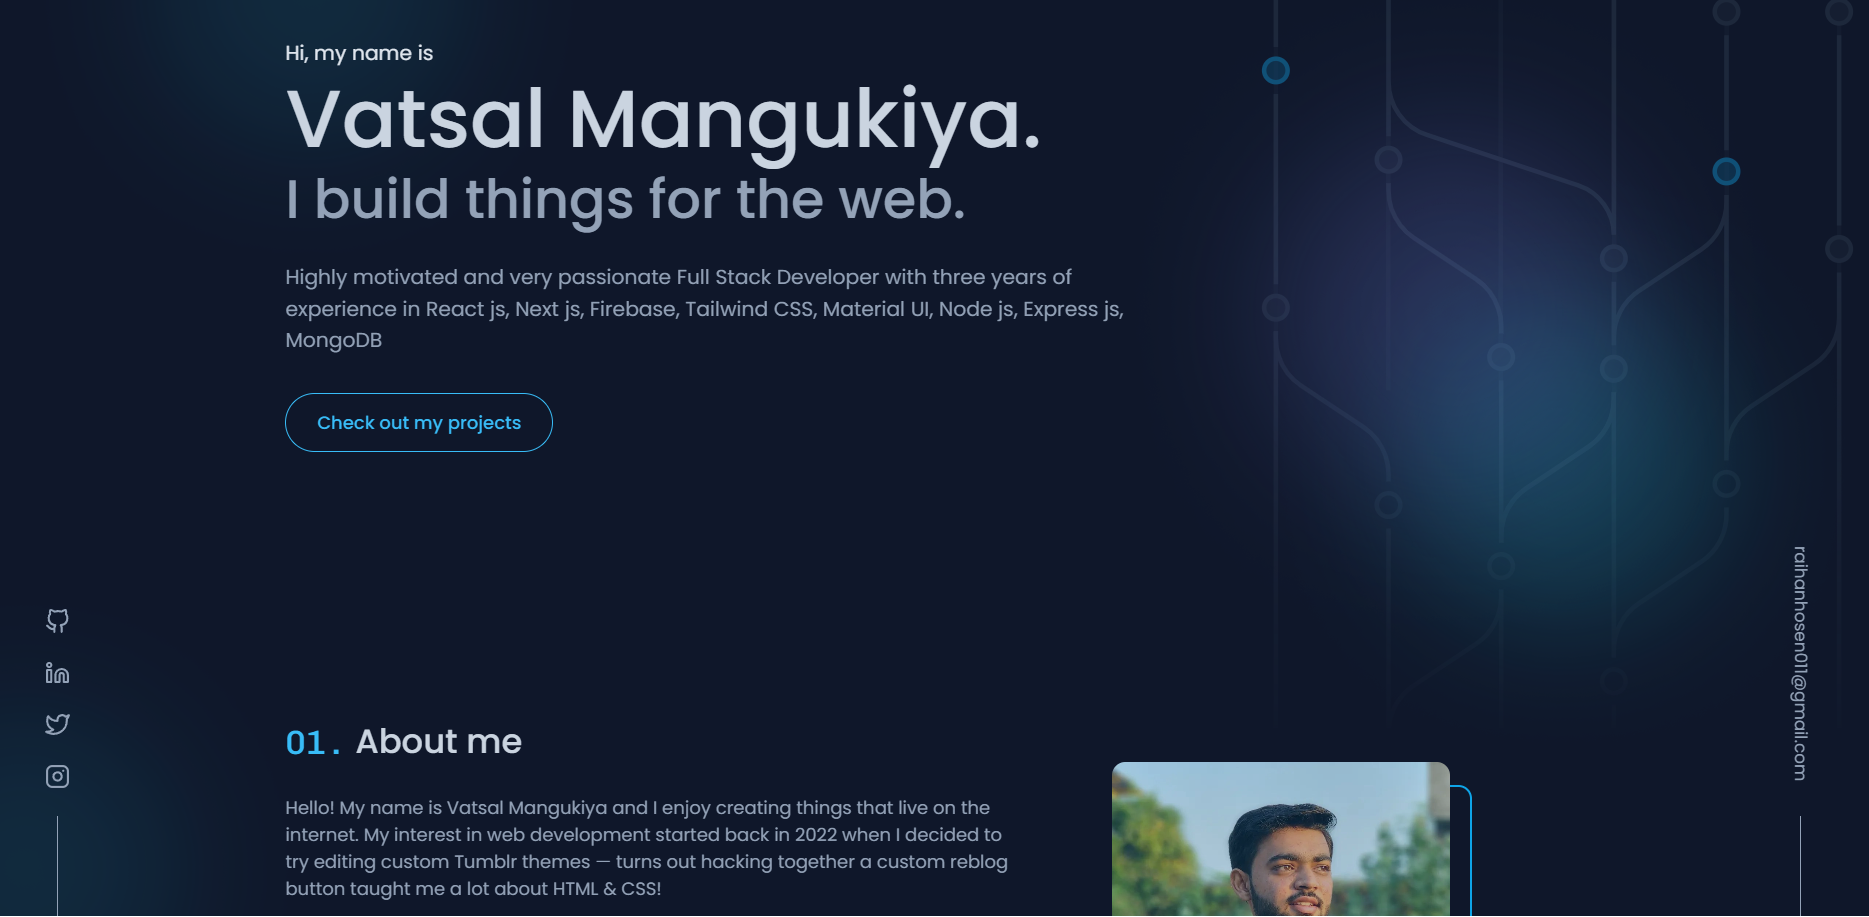 Hi, my name is
Vatsal Mangukiya.
I build things for the web.
Highly motivated and very passionate Full Stack Developer with three years of
experience in React js, Next js, Firebase, Tailwind CSS, Material UI, Node js, Express js,
MongoDB
Check out my projects
raihanhosen011@gmail.com
01. About me
Hello! My name is Vatsal Mangukiya and I enjoy creating things that live on the
internet. My interest in web development started back in 2022 when I decided to
try editing custom Tumblr themes — turns out hacking together a custom reblog
button taught me a lot about HTML & CSS!